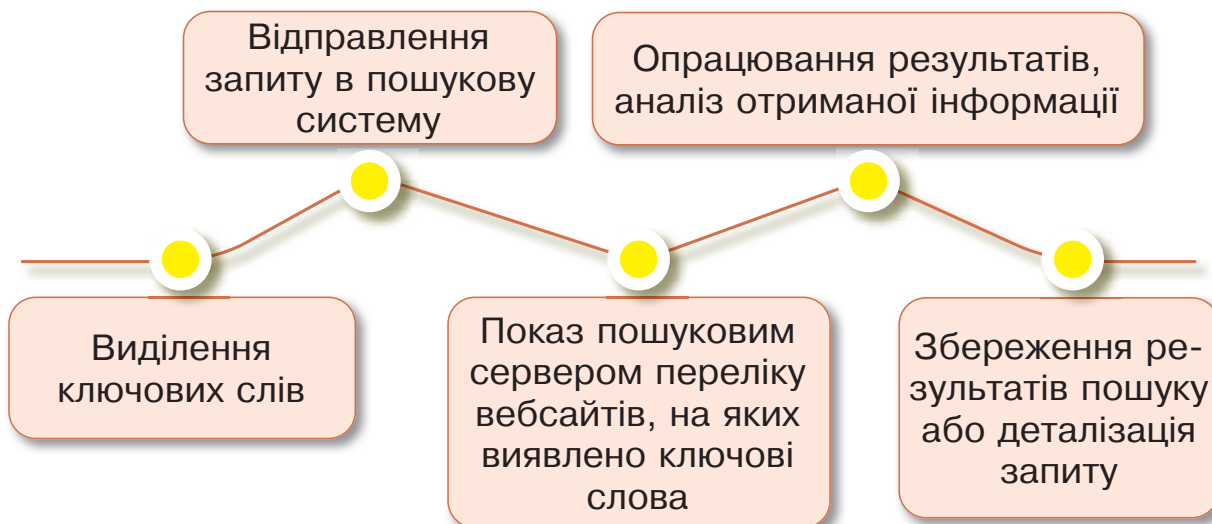 Виділення
ключових слів
Відправлення
запиту в пошукову
систему
Показ пошуковим
сервером переліку
вебсайтів, на яких
виявлено ключові
слова
Опрацювання результатів,
аналіз отриманої інформації
Збереження ре-
зультатів пошуку
або деталізація
запиту